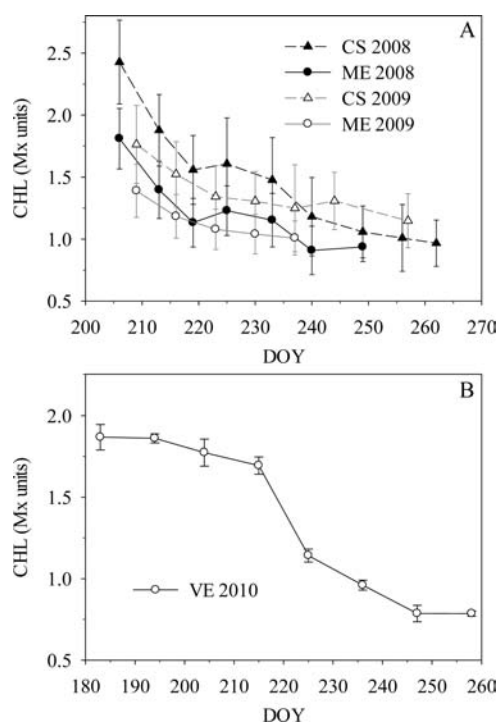 A
CS 2008
ME 2008
CS 2009
ME 2009
CHL (Mx units)
2.5
2.0
1.5
1.0
0.5
200 210 220 230 240 250 260 270
DOY
B
CHL (Mx units)
2.0
1.5
1.0
0.5
VE 2010
180 190 200 210 220 230 240 250 260
DOY